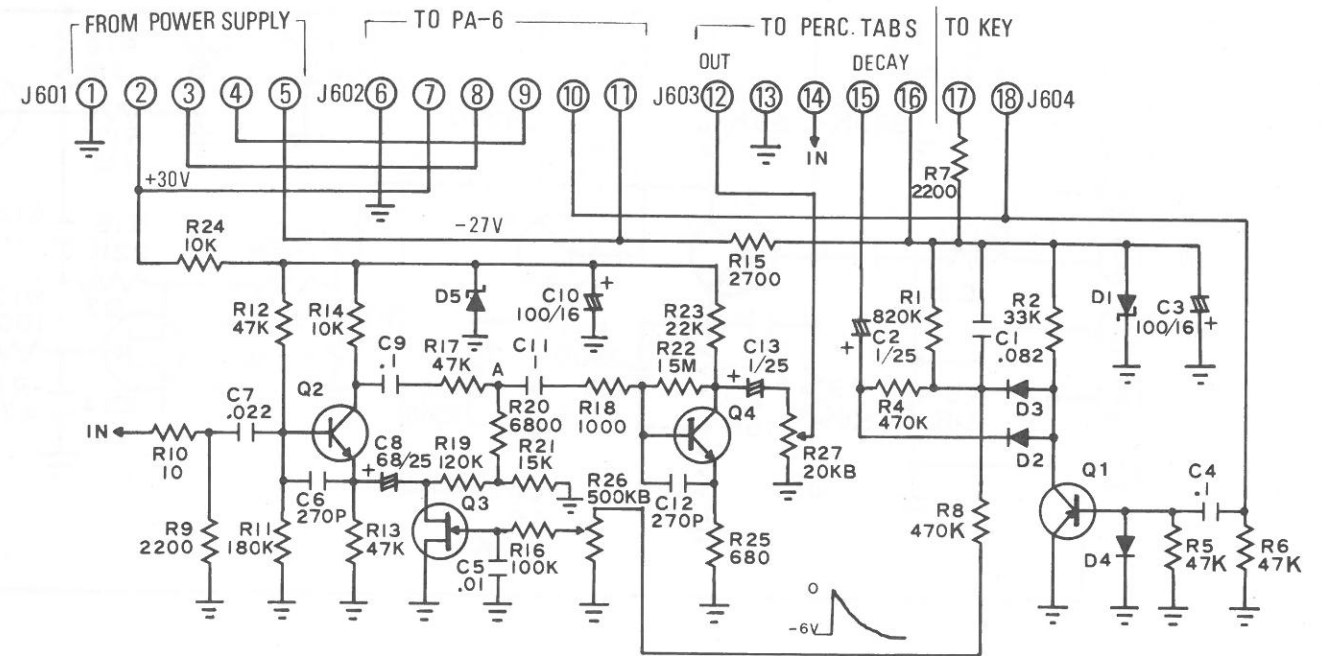 FROM POWER SUPPLY
TO PA-6
TO PERC. TABS
TO KEY
OUT
DECAY
J601 1 2 3 4 5 J602 6 7 8 9 10 11 J603 12 13 14 15 16 17 18 J604
IN
+30V
-27V
R7
2200
R24
10K
R15
2700
R12
47K
R14
10K
D5
C10
100/16
+
R23
22K
R1
820K
C1
.082
R2
33K
D1
C3
100/16
+
C2
1/25
+
C9
.1
R17
47K
A
C11
1
R18
1000
R22
15M
C13
1/25
+
R4
470K
D3
D2
C7
.022
Q2
R20
6800
Q4
IN
R10
10
C8
68/25
+
R19
120K
R21
15K
R27
20KB
Q1
C4
.1
C6
270P
Q3
R26
500KB
C12
270P
R8
470K
R9
2200
R11
180K
R13
47K
C5
.01
R16
100K
R25
680
D4
R5
47K
R6
47K
0
-6V